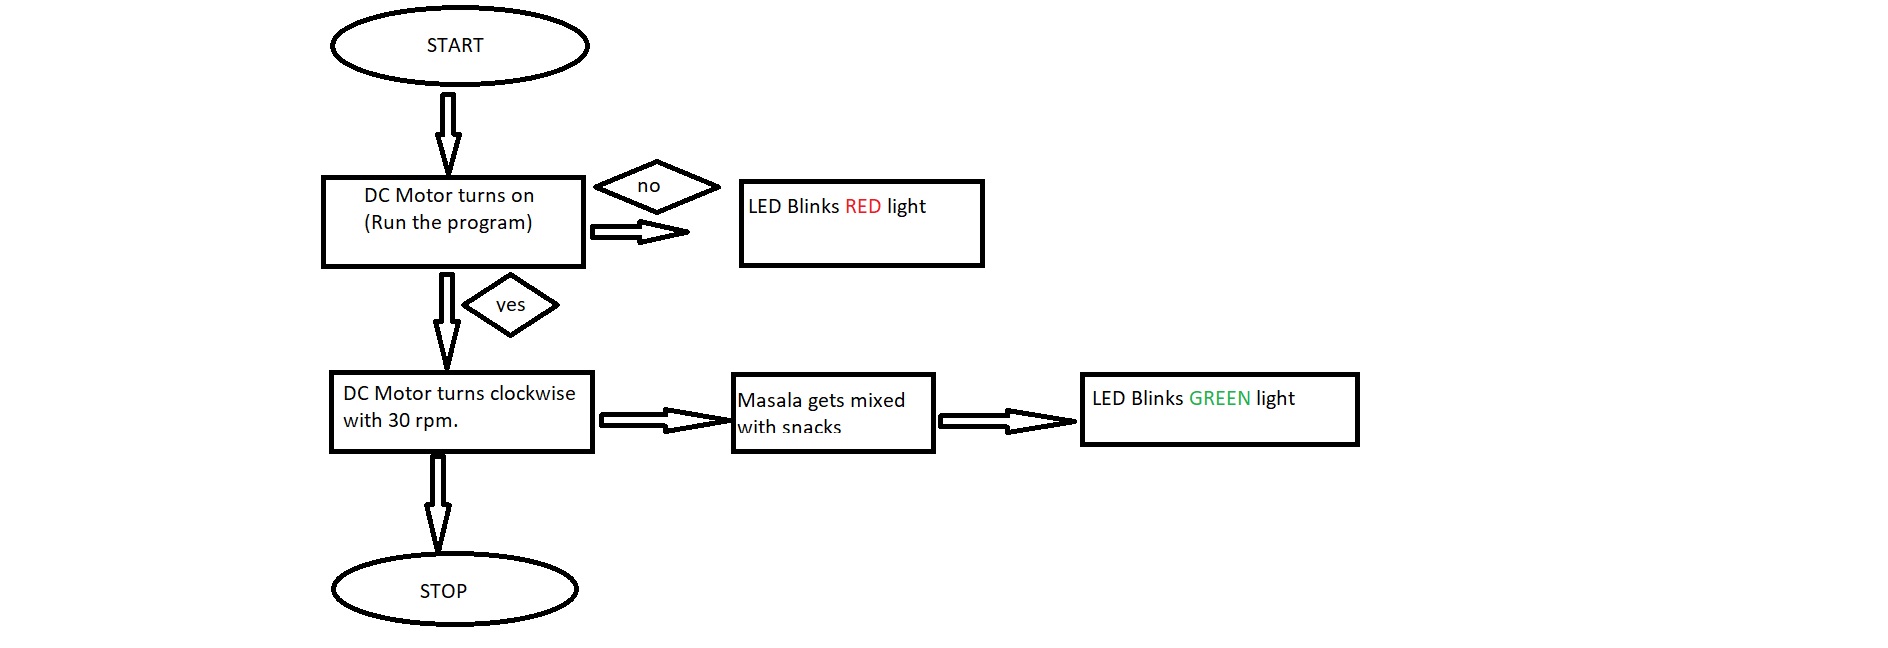 START
DC Motor turns on
(Run the program)
no
LED Blinks RED light
yes
DC Motor turns clockwise
with 30 rpm.
Masala gets mixed
with snacks
LED Blinks GREEN light
STOP